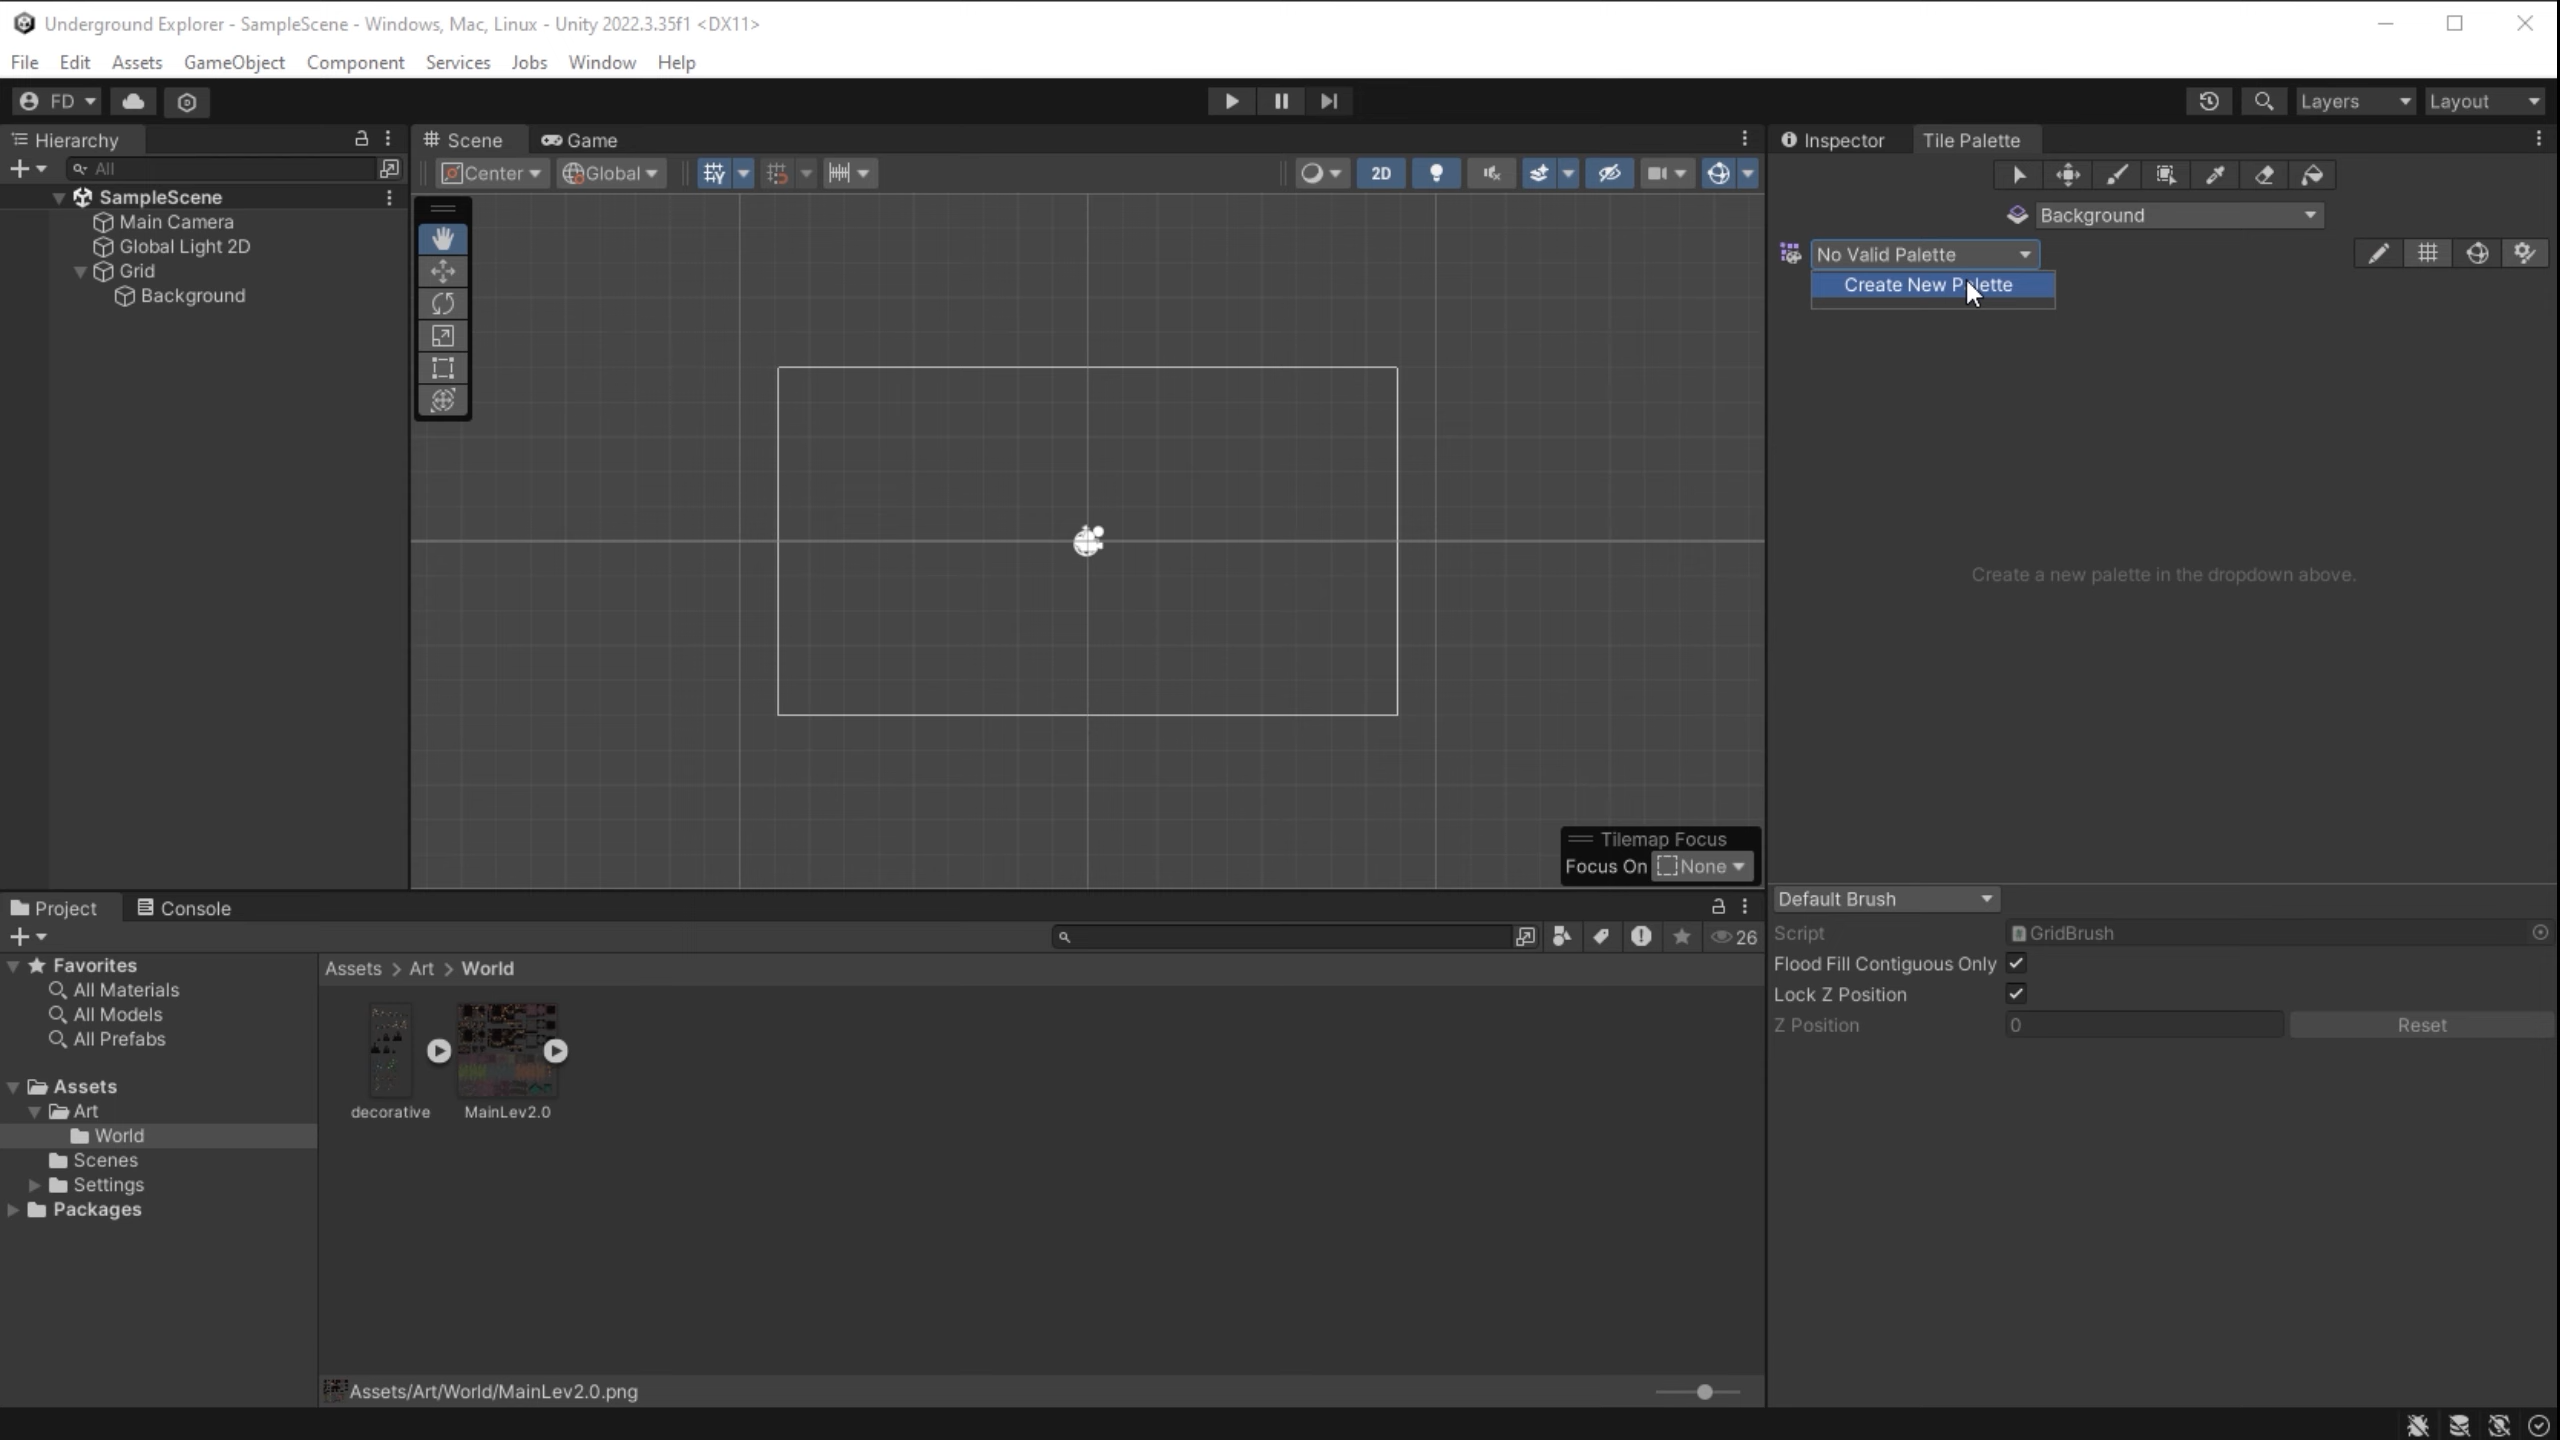 Underground Explorer - SampleScene - Windows, Mac, Linux - Unity 2022.3.35f1 <DX11>
File Edit Assets GameObject Component Services Jobs Window Help
FD
Layers
Layout
Hierarchy
All
SampleScene
Main Camera
Global Light 2D
Grid
Background
Scene
Game
Center
Global
2D
Tilemap Focus
Focus On
None
Inspector
Tile Palette
Background
No Valid Palette
Create New Palette
Create a new palette in the dropdown above.
Default Brush
Script
GridBrush
Flood Fill Contiguous Only
Lock Z Position
Z Position
0
Reset
Project
Console
26
Favorites
All Materials
All Models
All Prefabs
Assets
Art
World
Scenes
Settings
Packages
Assets > Art > World
decorative
MainLev2.0
Assets/Art/World/MainLev2.0.png